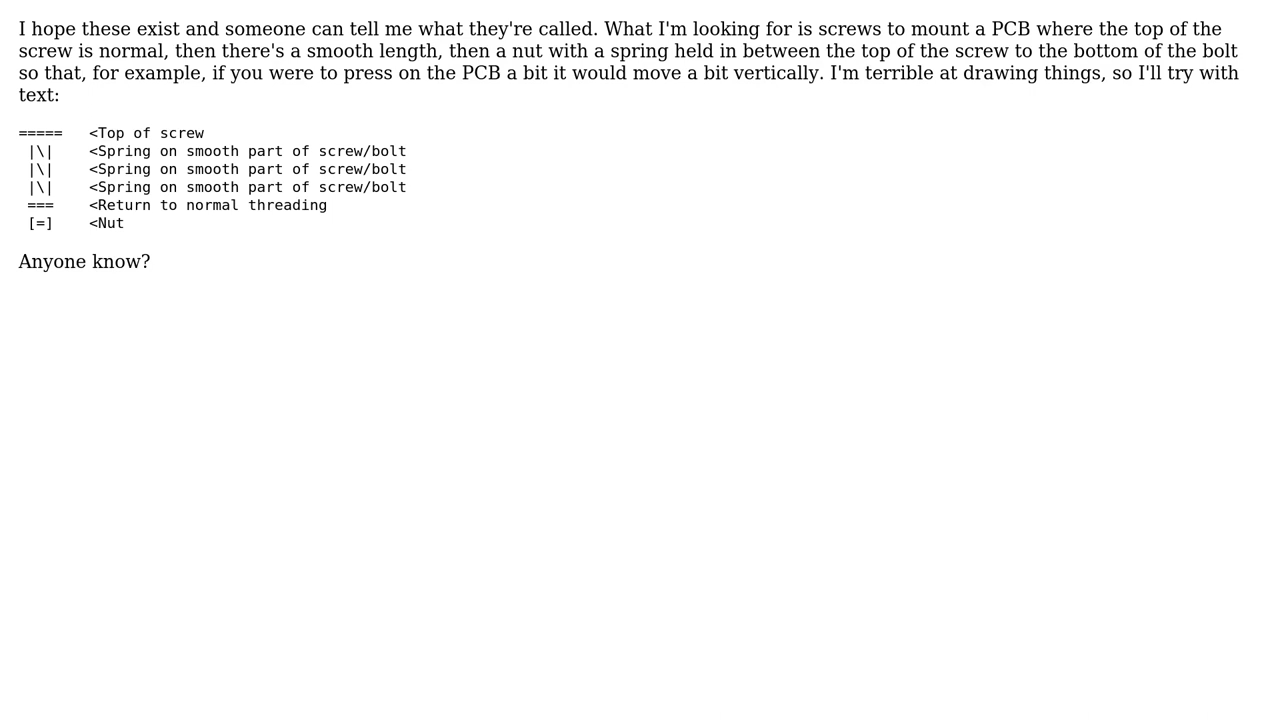 I hope these exist and someone can tell me what they're called. What I'm looking for is screws to mount a PCB where the top of the
screw is normal, then there's a smooth length, then a nut with a spring held in between the top of the screw to the bottom of the bolt
so that, for example, if you were to press on the PCB a bit it would move a bit vertically. I'm terrible at drawing things, so I'll try with
text:
=====   <Top of screw
 |\|    <Spring on smooth part of screw/bolt
 |\|    <Spring on smooth part of screw/bolt
 |\|    <Spring on smooth part of screw/bolt
 ===    <Return to normal threading
 [=]    <Nut
Anyone know?